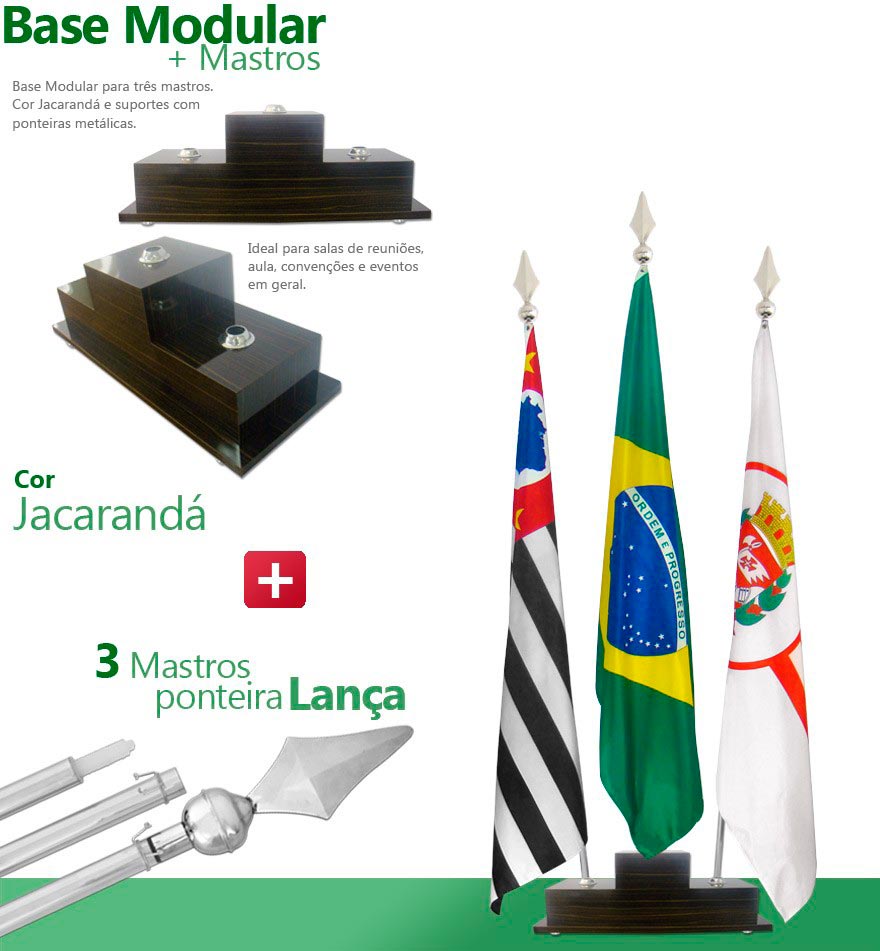 Base Modular
+ Mastros
Base Modular para três mastros.
Cor Jacarandá e suportes com
ponteiras metálicas.
Ideal para salas de reuniões,
aula, convenções e eventos
em geral.
Cor
Jacarandá
+
3 Mastros
ponteira Lança
ORDEM E PROGRESSO